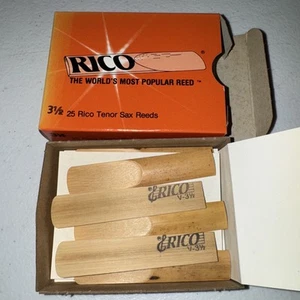 RICO
THE WORLD'S MOST POPULAR REED™
3½ 25 Rico Tenor Sax Reeds
RICO
V-3½
RICO
V-3½